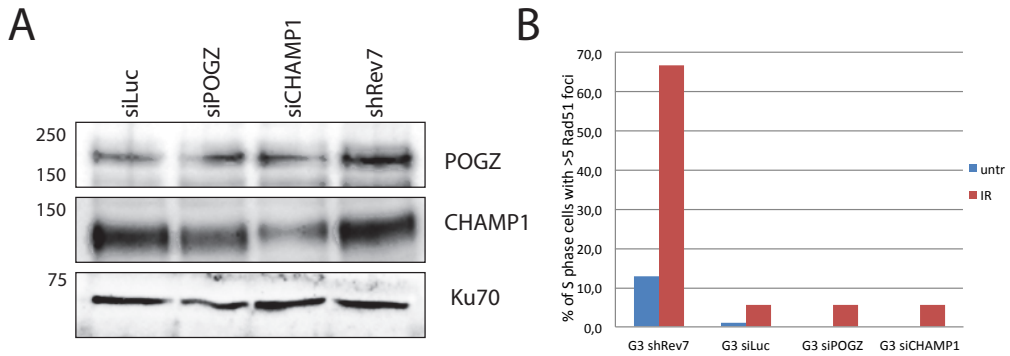 A
siLuc
siPOGZ
siCHAMP1
shRev7
250
150
POGZ
150
CHAMP1
75
Ku70
B
% of S phase cells with >5 Rad51 foci
70,0
60,0
50,0
40,0
30,0
20,0
10,0
0,0
G3 shRev7
G3 siLuc
G3 siPOGZ
G3 siCHAMP1
untr
IR